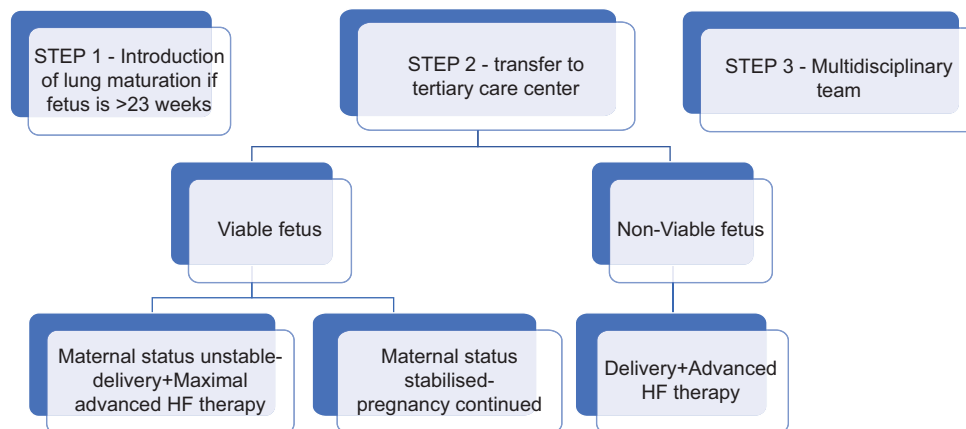 STEP 1 - Introduction
of lung maturation if
fetus is >23 weeks
STEP 2 - transfer to
tertiary care center
STEP 3 - Multidisciplinary
team
Viable fetus
Non-Viable fetus
Maternal status unstable-
delivery+Maximal
advanced HF therapy
Maternal status
stabilised-
pregnancy continued
Delivery+Advanced
HF therapy